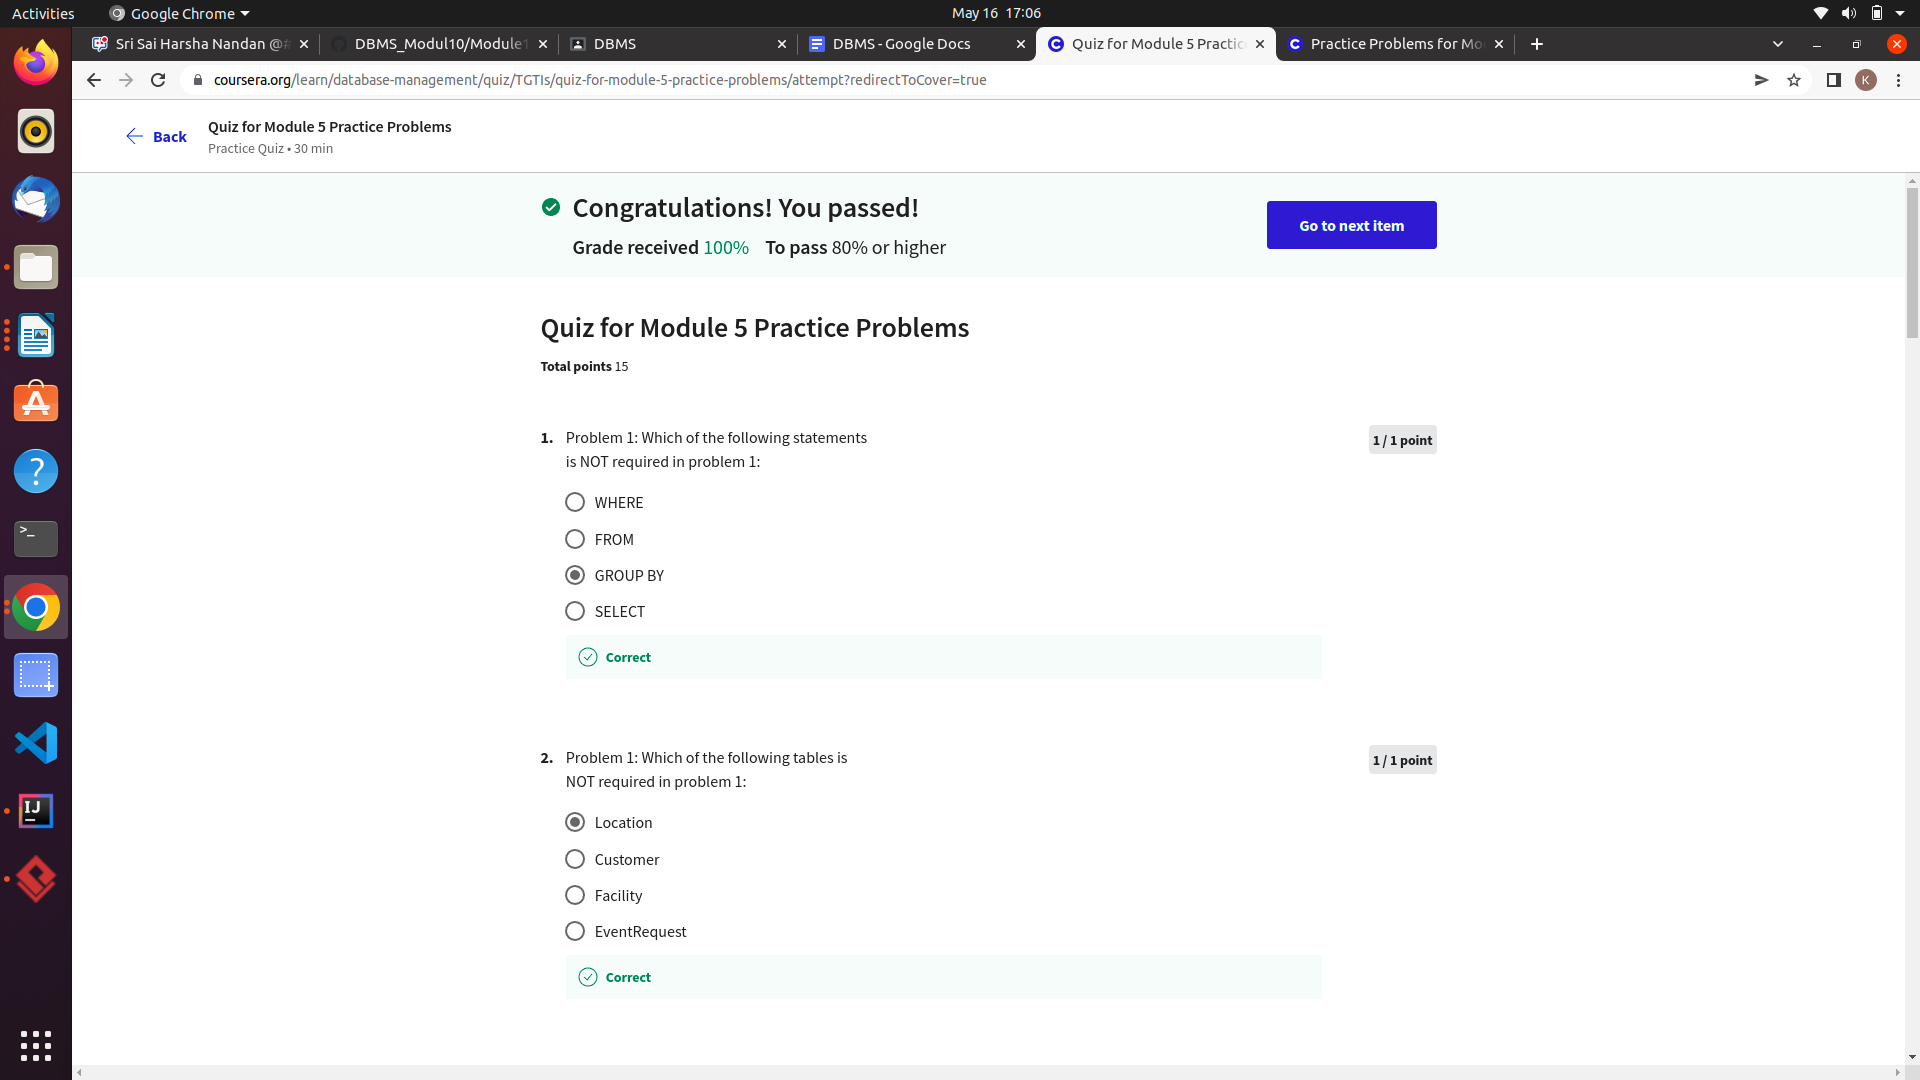 Activities
Google Chrome
May 16 17:06
Sri Sai Harsha Nandan @
DBMS_Modul10/Module1
DBMS
DBMS - Google Docs
Quiz for Module 5 Practic
Practice Problems for Mo
coursera.org/learn/database-management/quiz/TGTIs/quiz-for-module-5-practice-problems/attempt?redirectToCover=true
K
Back
Quiz for Module 5 Practice Problems
Practice Quiz • 30 min
Congratulations! You passed!
Grade received 100% To pass 80% or higher
Go to next item
Quiz for Module 5 Practice Problems
Total points 15
1. Problem 1: Which of the following statements
is NOT required in problem 1:
1 / 1 point
WHERE
FROM
GROUP BY
SELECT
Correct
2. Problem 1: Which of the following tables is
NOT required in problem 1:
1 / 1 point
Location
Customer
Facility
EventRequest
Correct